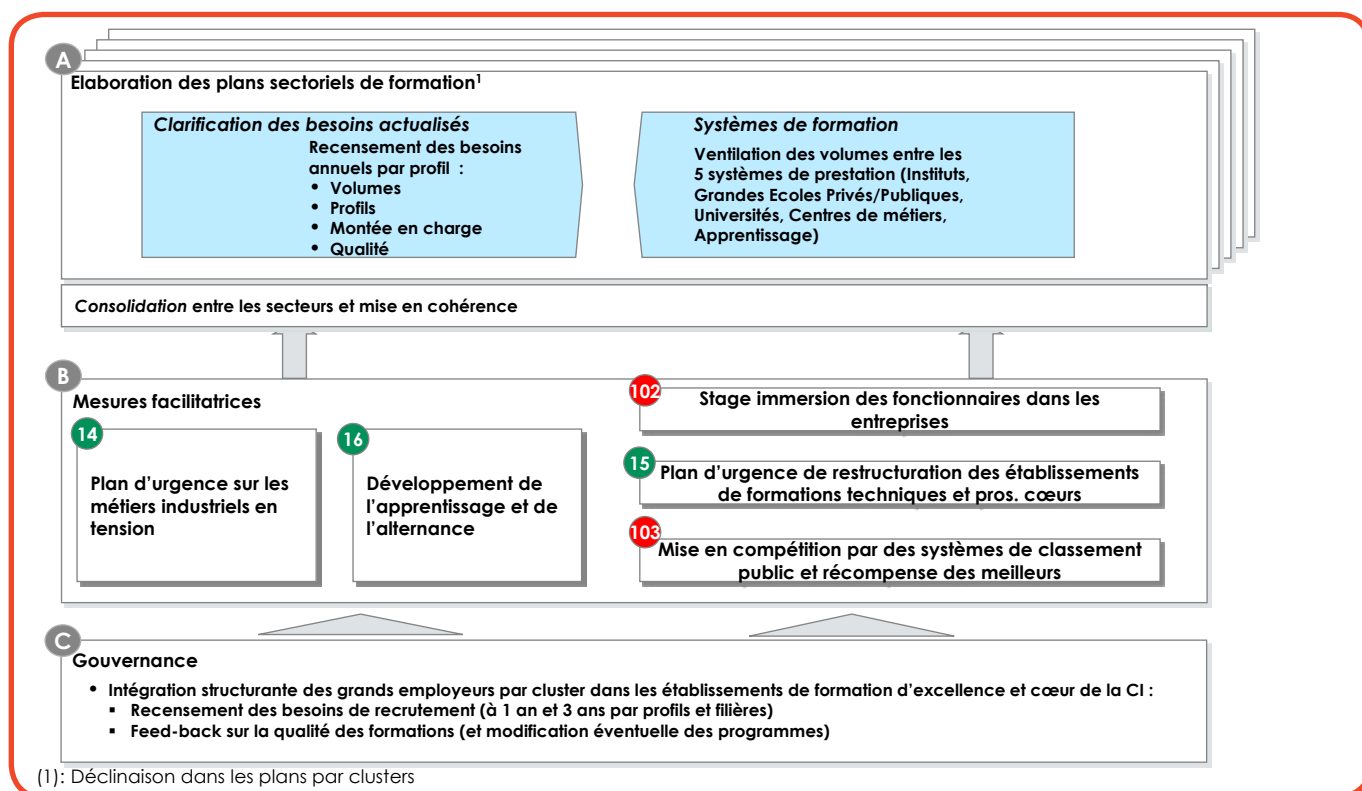 A
Elaboration des plans sectoriels de formation¹
Clarification des besoins actualisés
Recensement des besoins
annuels par profil :
• Volumes
• Profils
• Montée en charge
• Qualité
Systèmes de formation
Ventilation des volumes entre les
5 systèmes de prestation (Instituts,
Grandes Ecoles Privés/Publiques,
Universités, Centres de métiers,
Apprentissage)
Consolidation entre les secteurs et mise en cohérence
B
Mesures facilitatrices
14
Plan d’urgence sur les
métiers industriels en
tension
16
Développement de
l’apprentissage et de
l’alternance
102
Stage immersion des fonctionnaires dans les
entreprises
15
Plan d’urgence de restructuration des établissements
de formations techniques et pros. cœurs
103
Mise en compétition par des systèmes de classement
public et récompense des meilleurs
C
Gouvernance
• Intégration structurante des grands employeurs par cluster dans les établissements de formation d’excellence et cœur de la CI :
▪ Recensement des besoins de recrutement (à 1 an et 3 ans par profils et filières)
▪ Feed-back sur la qualité des formations (et modification éventuelle des programmes)
(1): Déclinaison dans les plans par clusters